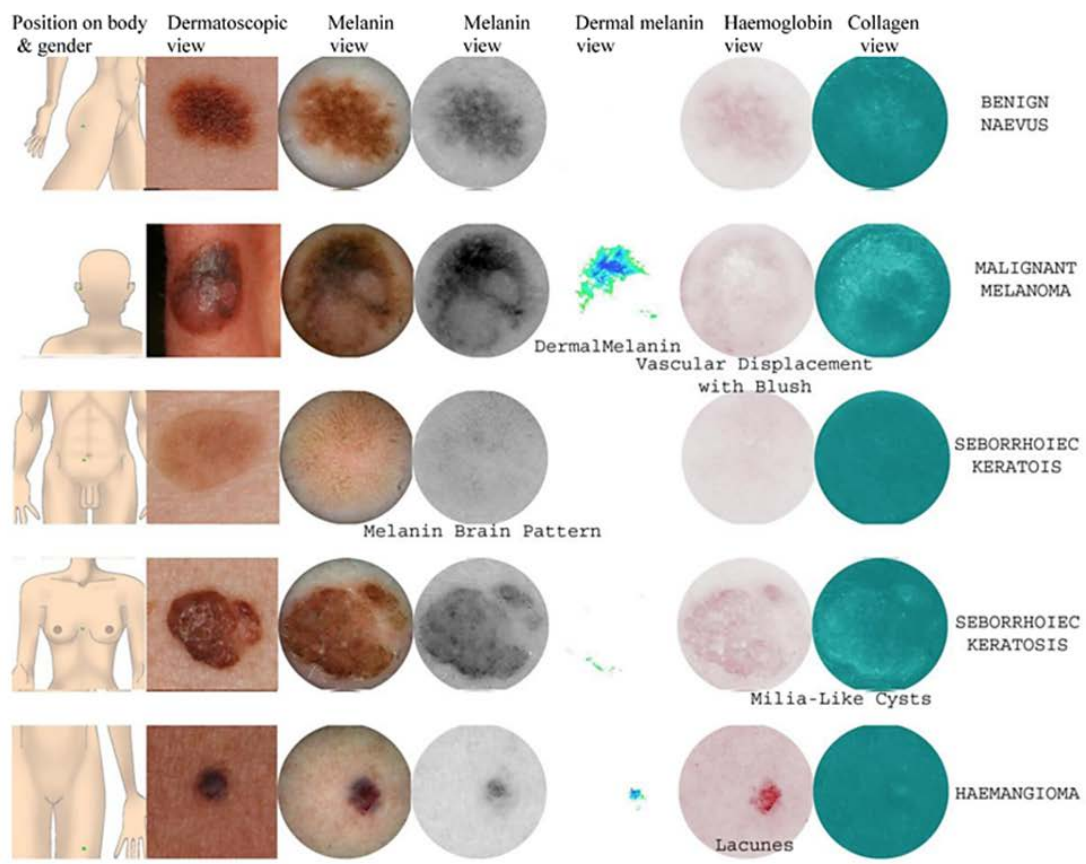 Position on body
& gender
Dermatoscopic
view
Melanin
view
Melanin
view
Dermal melanin
view
Haemoglobin
view
Collagen
view
BENIGN
NAEVUS
MALIGNANT
MELANOMA
DermalMelanin
Vascular Displacement
with Blush
SEBORRHOIEC
KERATOIS
Melanin Brain Pattern
SEBORRHOIEC
KERATOSIS
Milia-Like Cysts
HAEMANGIOMA
Lacunes